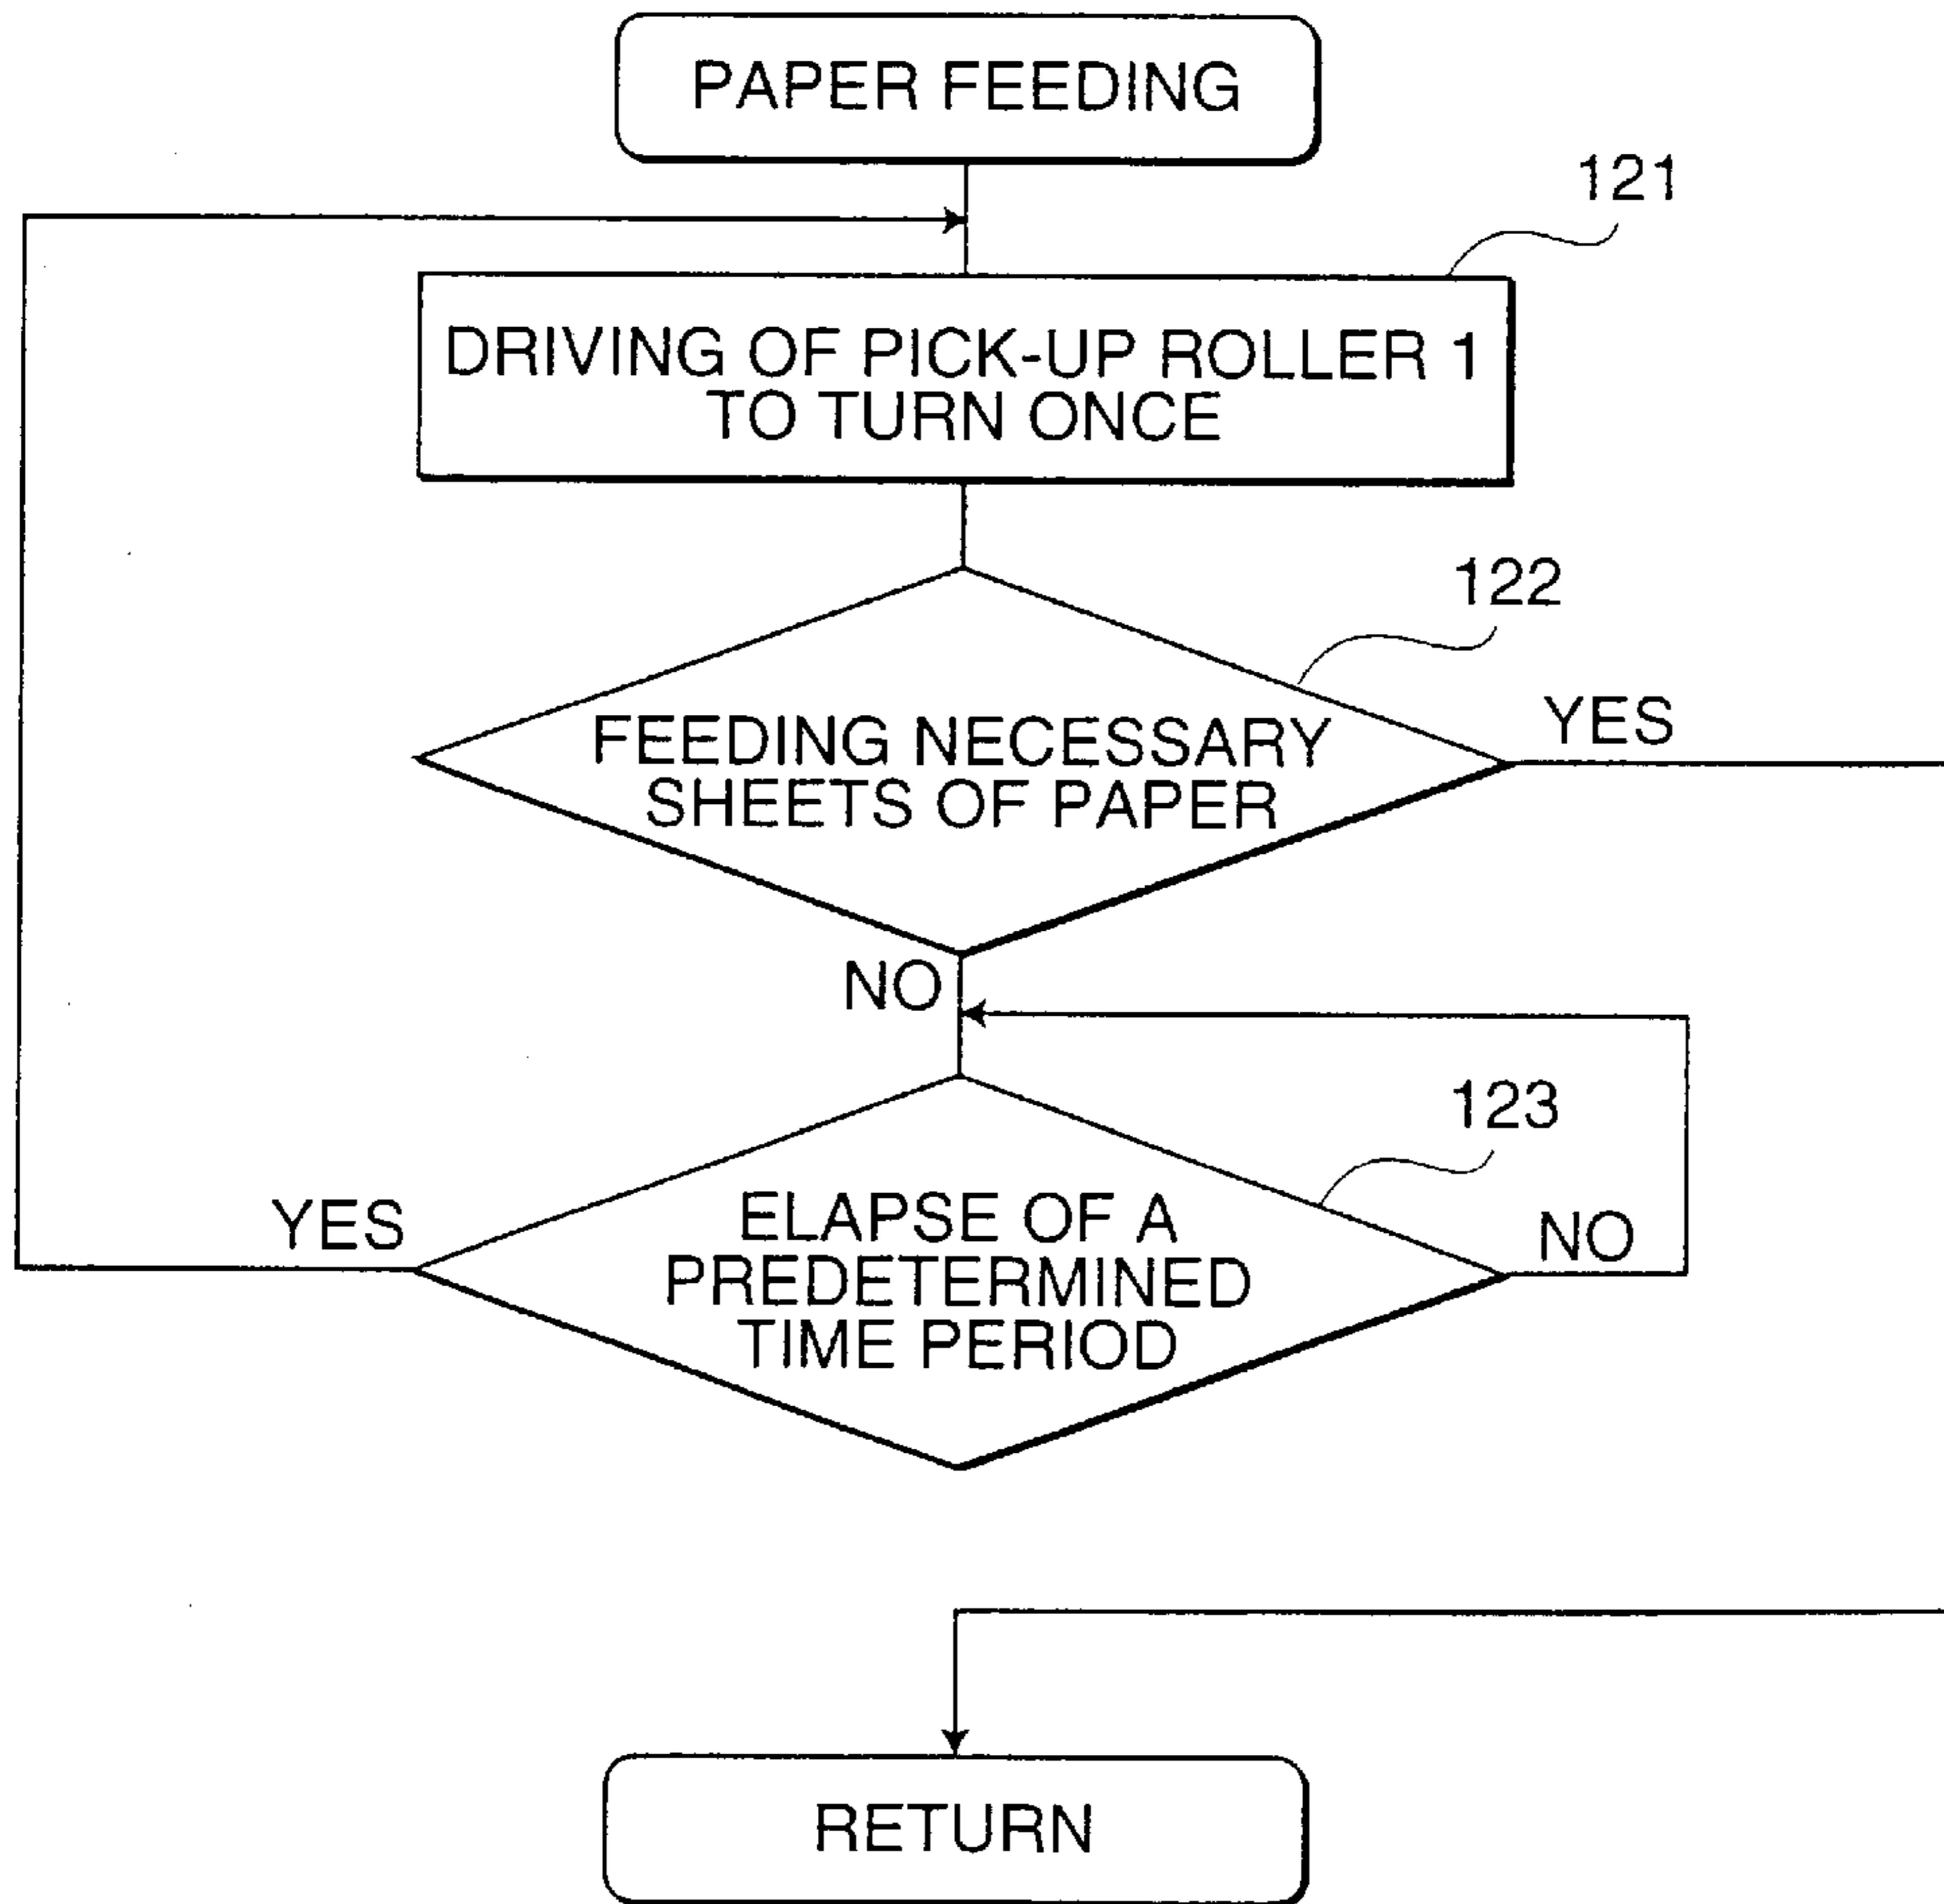 PAPER FEEDING
121
DRIVING OF PICK-UP ROLLER 1
TO TURN ONCE
122
FEEDING NECESSARY
SHEETS OF PAPER
YES
NO
123
ELAPSE OF A
PREDETERMINED
TIME PERIOD
YES
NO
RETURN